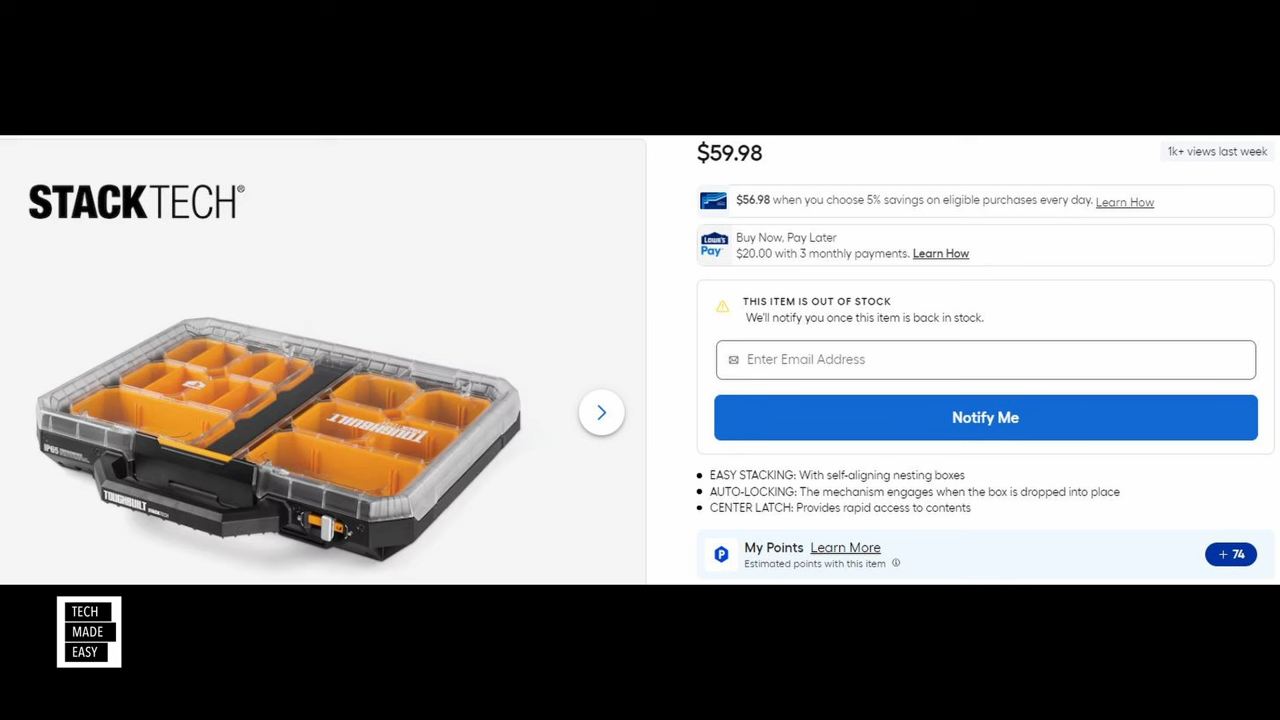 STACKTECH®
IP65
TOUGHBUILT
STACKTECH
TOUGHBUILT
$59.98
1k+ views last week
$56.98 when you choose 5% savings on eligible purchases every day. Learn How
LOWE'S
Pay
Buy Now, Pay Later
$20.00 with 3 monthly payments. Learn How
THIS ITEM IS OUT OF STOCK
We'll notify you once this item is back in stock.
Enter Email Address
Notify Me
EASY STACKING: With self-aligning nesting boxes
AUTO-LOCKING: The mechanism engages when the box is dropped into place
CENTER LATCH: Provides rapid access to contents
P
My Points Learn More
Estimated points with this item
+ 74
TECH
MADE
EASY